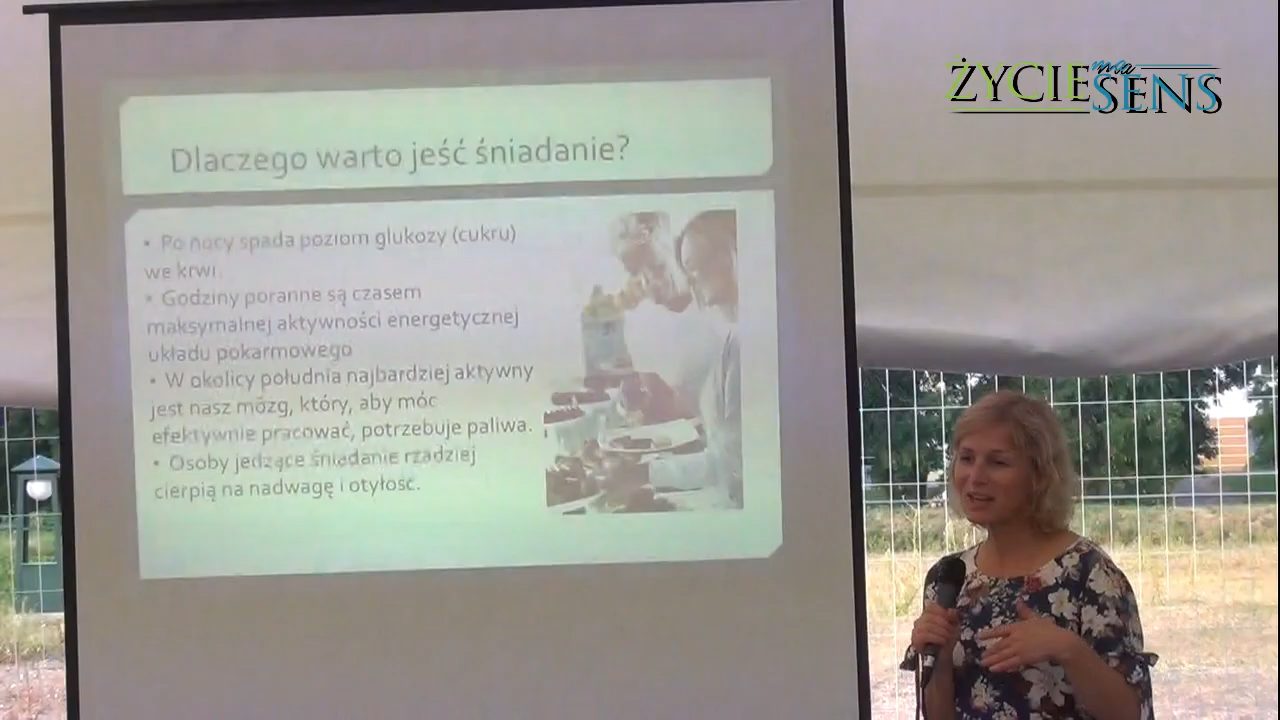 ŻYCIE ma SENS
Dlaczego warto jeść śniadanie?
• Po nocy spada poziom glukozy (cukru)
we krwi.
• Godziny poranne są czasem
maksymalnej aktywności energetycznej
układu pokarmowego
• W okolicy południa najbardziej aktywny
jest nasz mózg, który, aby móc
efektywnie pracować, potrzebuje paliwa.
• Osoby jedzące śniadanie rzadziej
cierpią na nadwagę i otyłość.